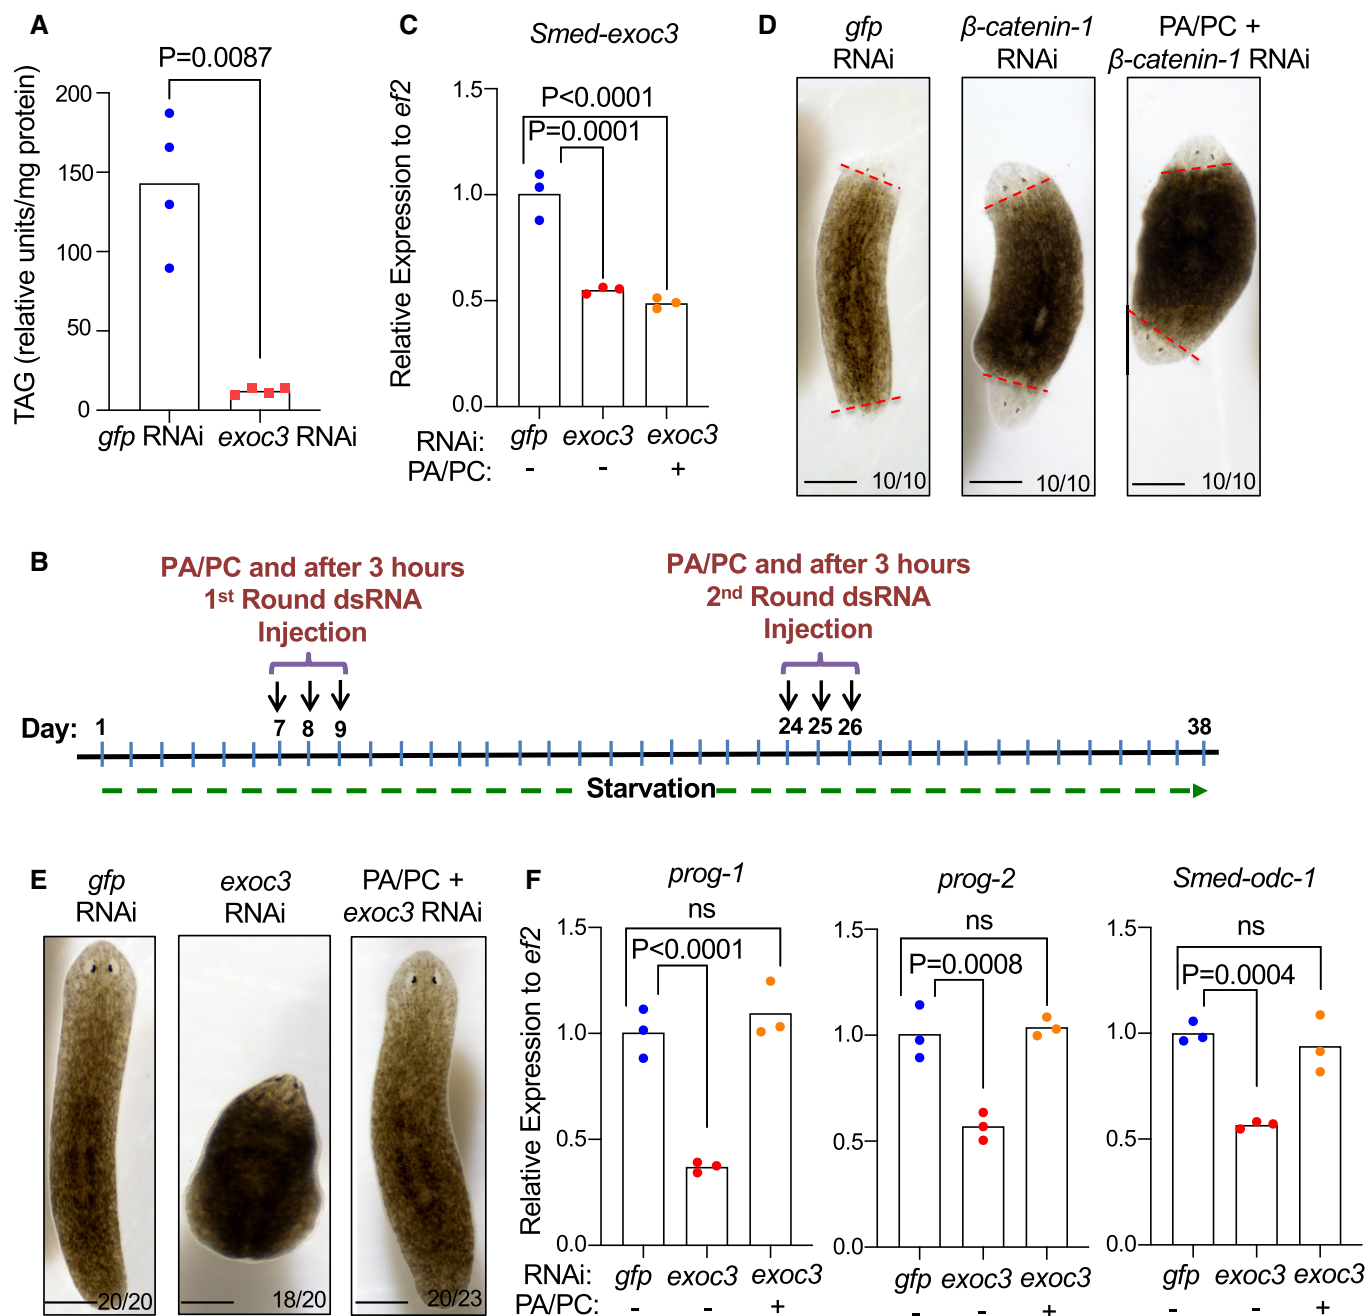 A
P=0.0087
TAG (relative units/mg protein)
200
150
100
50
0
gfp RNAi
exoc3 RNAi
C
Smed-exoc3
Relative Expression to ef2
1.5
1.0
0.5
0.0
P<0.0001
P=0.0001
RNAi: gfp exoc3 exoc3
PA/PC: - - +
D
gfp
RNAi
β-catenin-1
RNAi
PA/PC +
β-catenin-1 RNAi
10/10
10/10
10/10
B
PA/PC and after 3 hours
1st Round dsRNA
Injection
PA/PC and after 3 hours
2nd Round dsRNA
Injection
Day: 1 7 8 9 24 25 26 38
Starvation
E
gfp
RNAi
exoc3
RNAi
PA/PC +
exoc3 RNAi
20/20
18/20
20/23
F
prog-1
Relative Expression to ef2
1.5
1.0
0.5
0.0
ns
P<0.0001
RNAi: gfp exoc3 exoc3
PA/PC: - - +
prog-2
1.5
1.0
0.5
0.0
ns
P=0.0008
gfp exoc3 exoc3
- - +
Smed-odc-1
1.5
1.0
0.5
0.0
ns
P=0.0004
gfp exoc3 exoc3
- - +